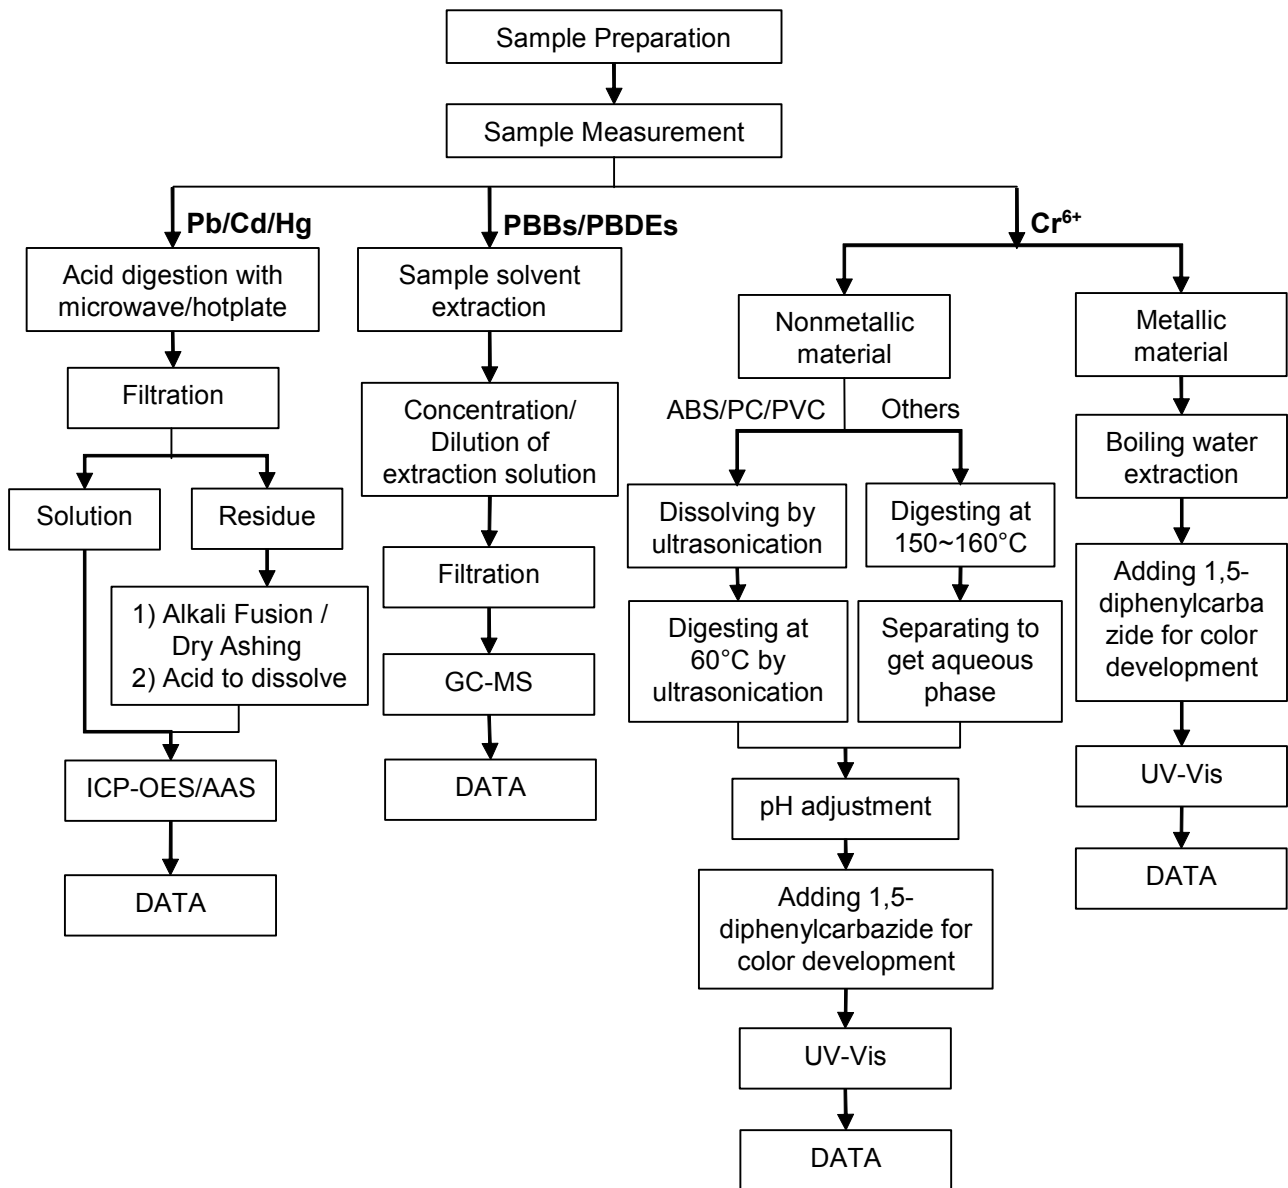 Sample Preparation
Sample Measurement
Pb/Cd/Hg
PBBs/PBDEs
Cr⁶⁺
Acid digestion with
microwave/hotplate
Filtration
Solution
Residue
1) Alkali Fusion /
Dry Ashing
2) Acid to dissolve
ICP-OES/AAS
DATA
Sample solvent
extraction
Concentration/
Dilution of
extraction solution
Filtration
GC-MS
DATA
Nonmetallic
material
ABS/PC/PVC
Others
Dissolving by
ultrasonication
Digesting at
60°C by
ultrasonication
Digesting at
150~160°C
Separating to
get aqueous
phase
pH adjustment
Adding 1,5-
diphenylcarbazide for
color development
UV-Vis
DATA
Metallic
material
Boiling water
extraction
Adding 1,5-
diphenylcarba
zide for color
development
UV-Vis
DATA